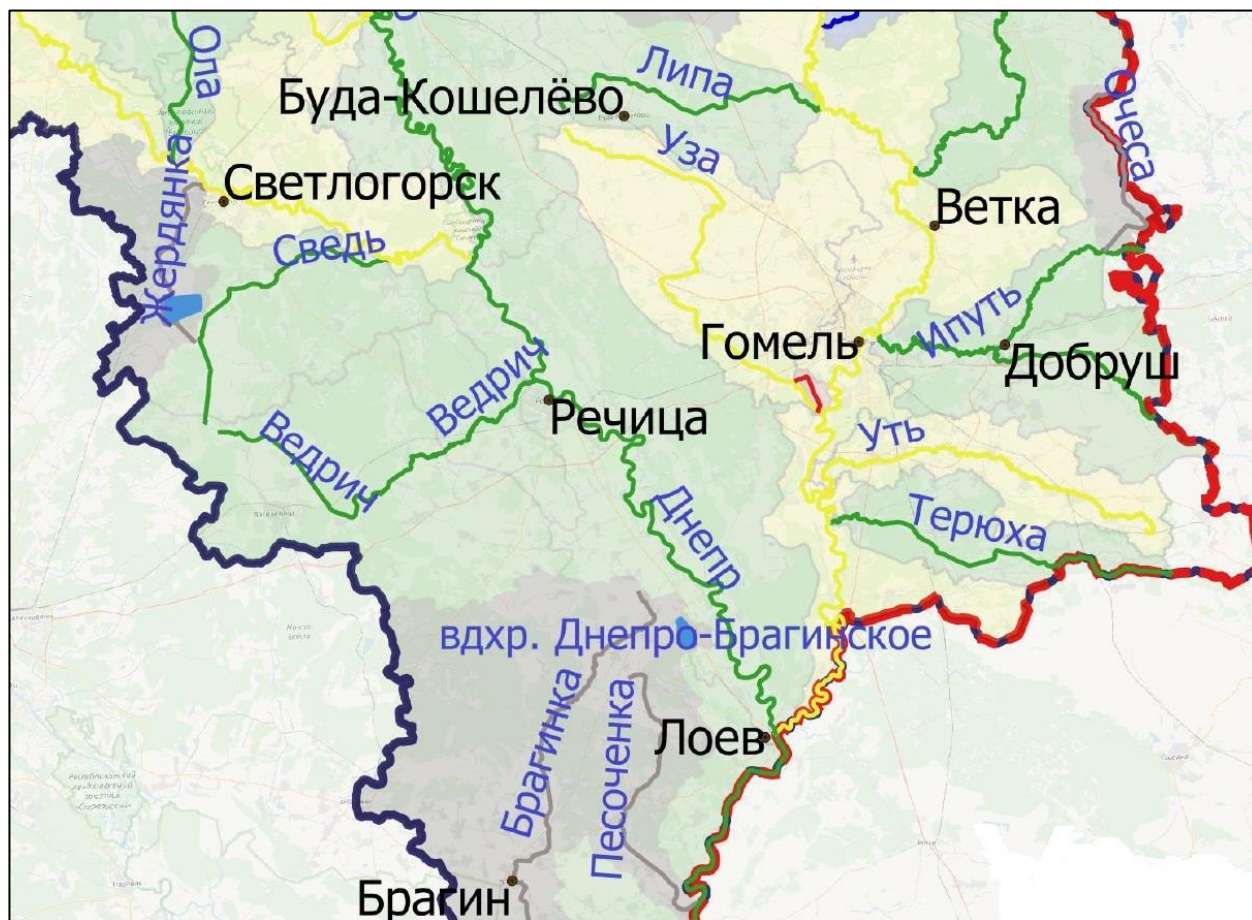 Ола
Липа
Буда-Кошелёво
Очеса
Уза
Жердянка
Светлогорск
Ветка
Сведь
Ипуть
Гомель
Добруш
Ведрич
Речица
Ведрич
Уть
Днепр
Терюха
вдхр. Днепро-Брагинское
Брагинка
Песоченка
Лоев
Брагин